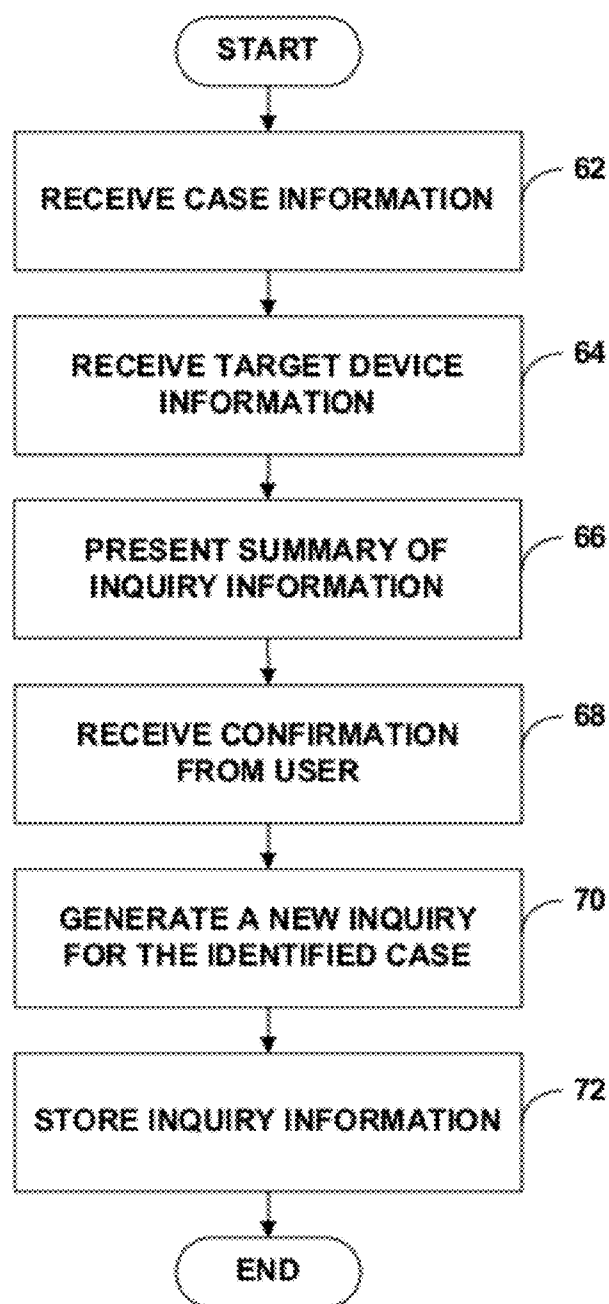 START
RECEIVE CASE INFORMATION
62
RECEIVE TARGET DEVICE
INFORMATION
64
PRESENT SUMMARY OF
INQUIRY INFORMATION
66
RECEIVE CONFIRMATION
FROM USER
68
GENERATE A NEW INQUIRY
FOR THE IDENTIFIED CASE
70
STORE INQUIRY INFORMATION
72
END